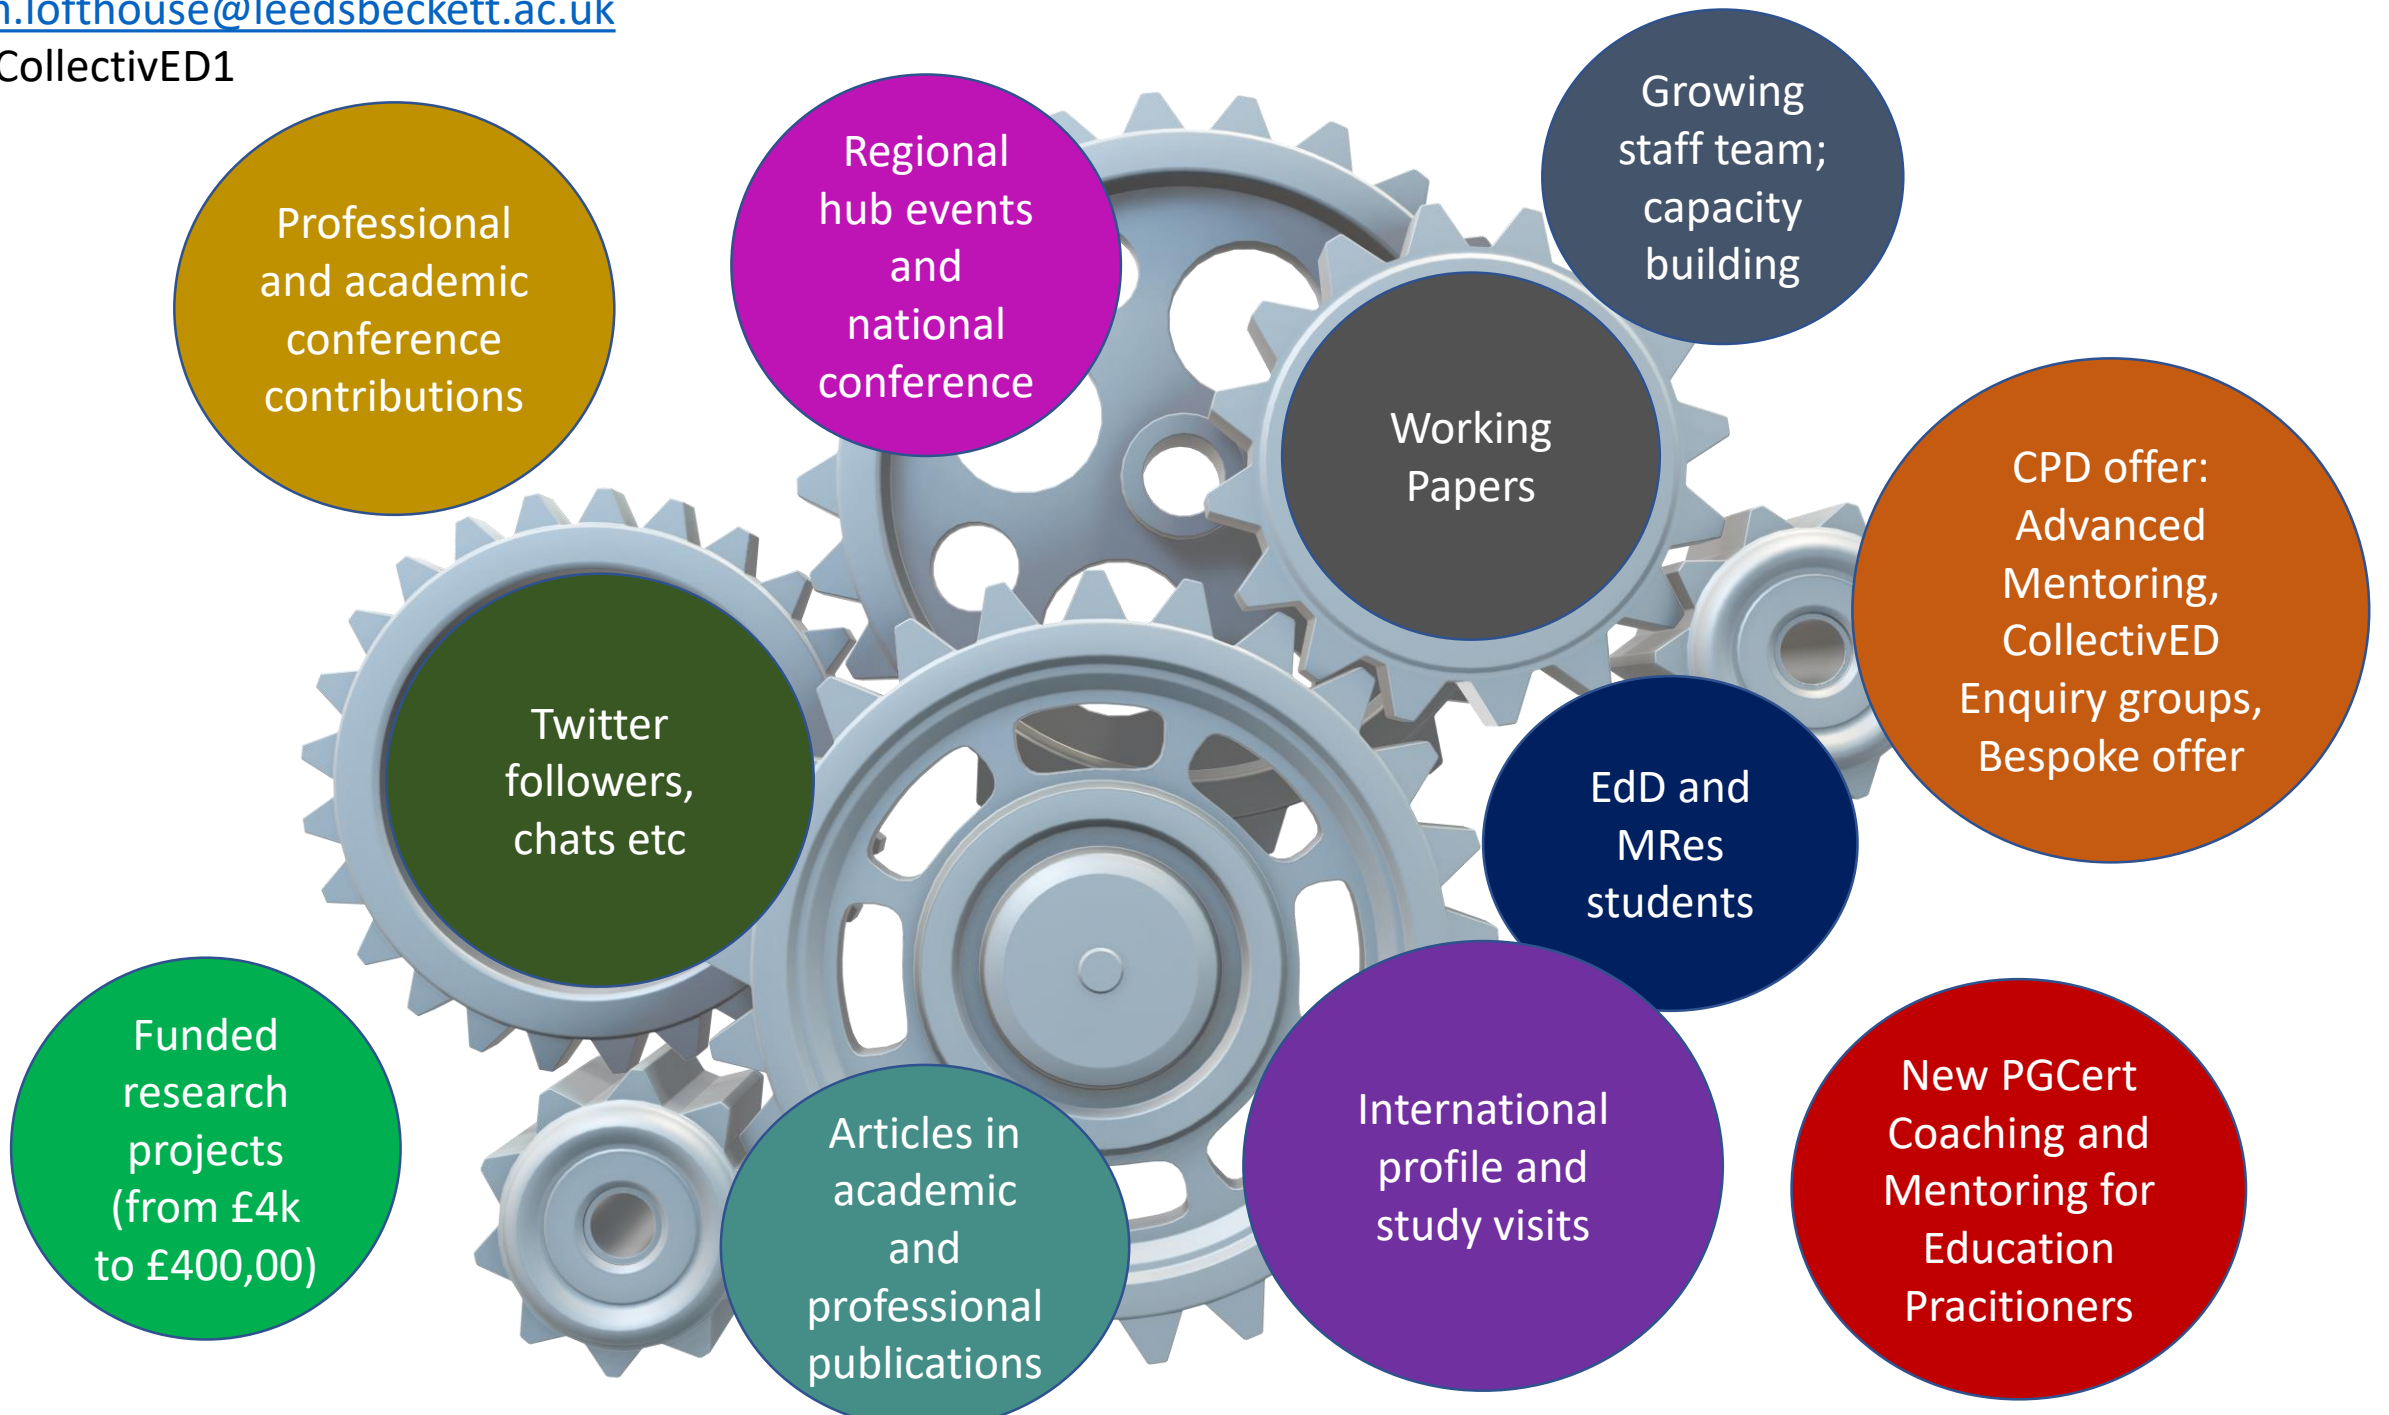 n.lofthouse@leedsbeckett.ac.uk
CollectivED1
Professional
and academic
conference
contributions
Regional
hub events
and
national
conference
Growing
staff team;
capacity
building
Working
Papers
CPD offer:
Advanced
Mentoring,
CollectivED
Enquiry groups,
Bespoke offer
Twitter
followers,
chats etc
EdD and
MRes
students
Funded
research
projects
(from £4k
to £400,00)
Articles in
academic
and
professional
publications
International
profile and
study visits
New PGCert
Coaching and
Mentoring for
Education
Pracitioners